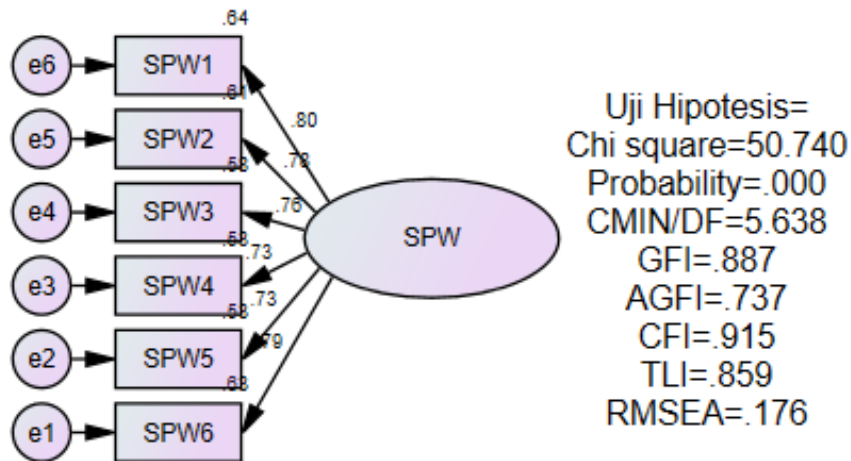 .64
e6
SPW1
.61
.80
e5
SPW2
.78
e4
SPW3
.76
SPW
.73
e3
SPW4
.73
e2
SPW5
.79
e1
SPW6
Uji Hipotesis=
Chi square=50.740
Probability=.000
CMIN/DF=5.638
GFI=.887
AGFI=.737
CFI=.915
TLI=.859
RMSEA=.176